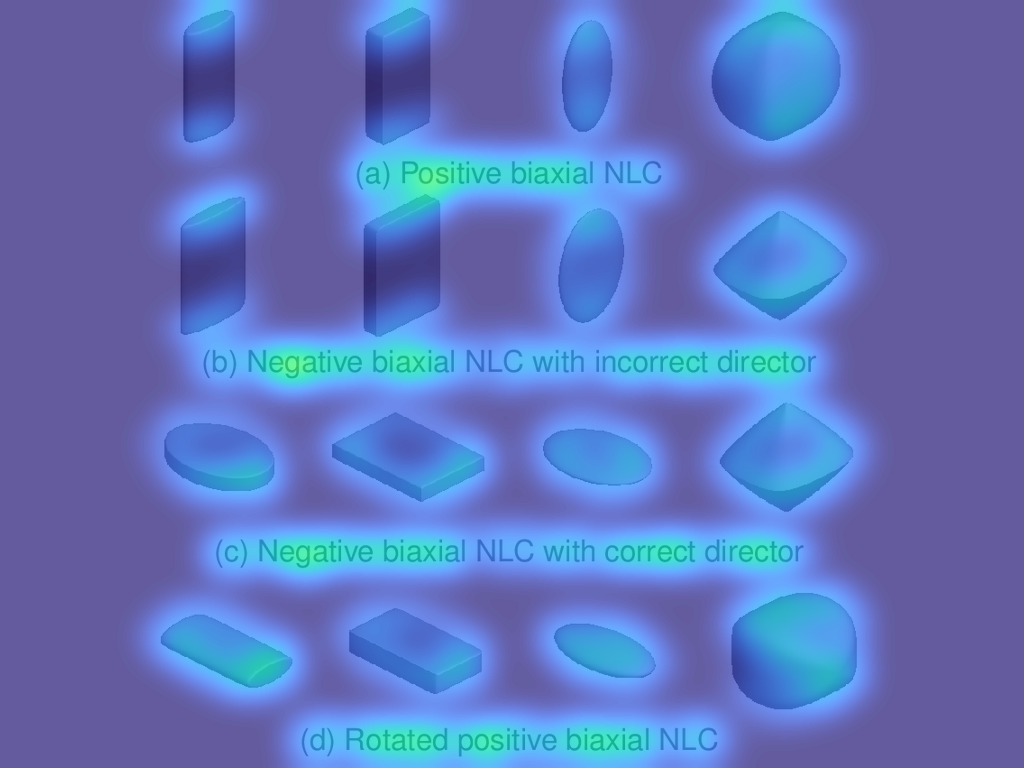 (a) Positive biaxial NLC
(b) Negative biaxial NLC with incorrect director
(c) Negative biaxial NLC with correct director
(d) Rotated positive biaxial NLC